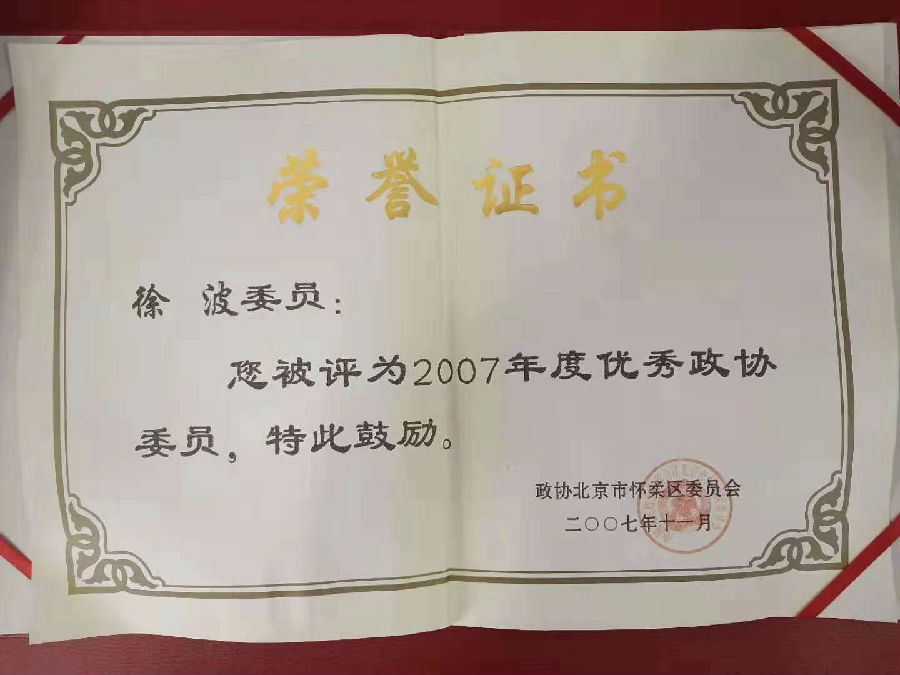 荣誉证书
徐 波委员：
您被评为2007年度优秀政协
委员，特此鼓励。
政协北京市怀柔区委员会
二〇〇七年十一月